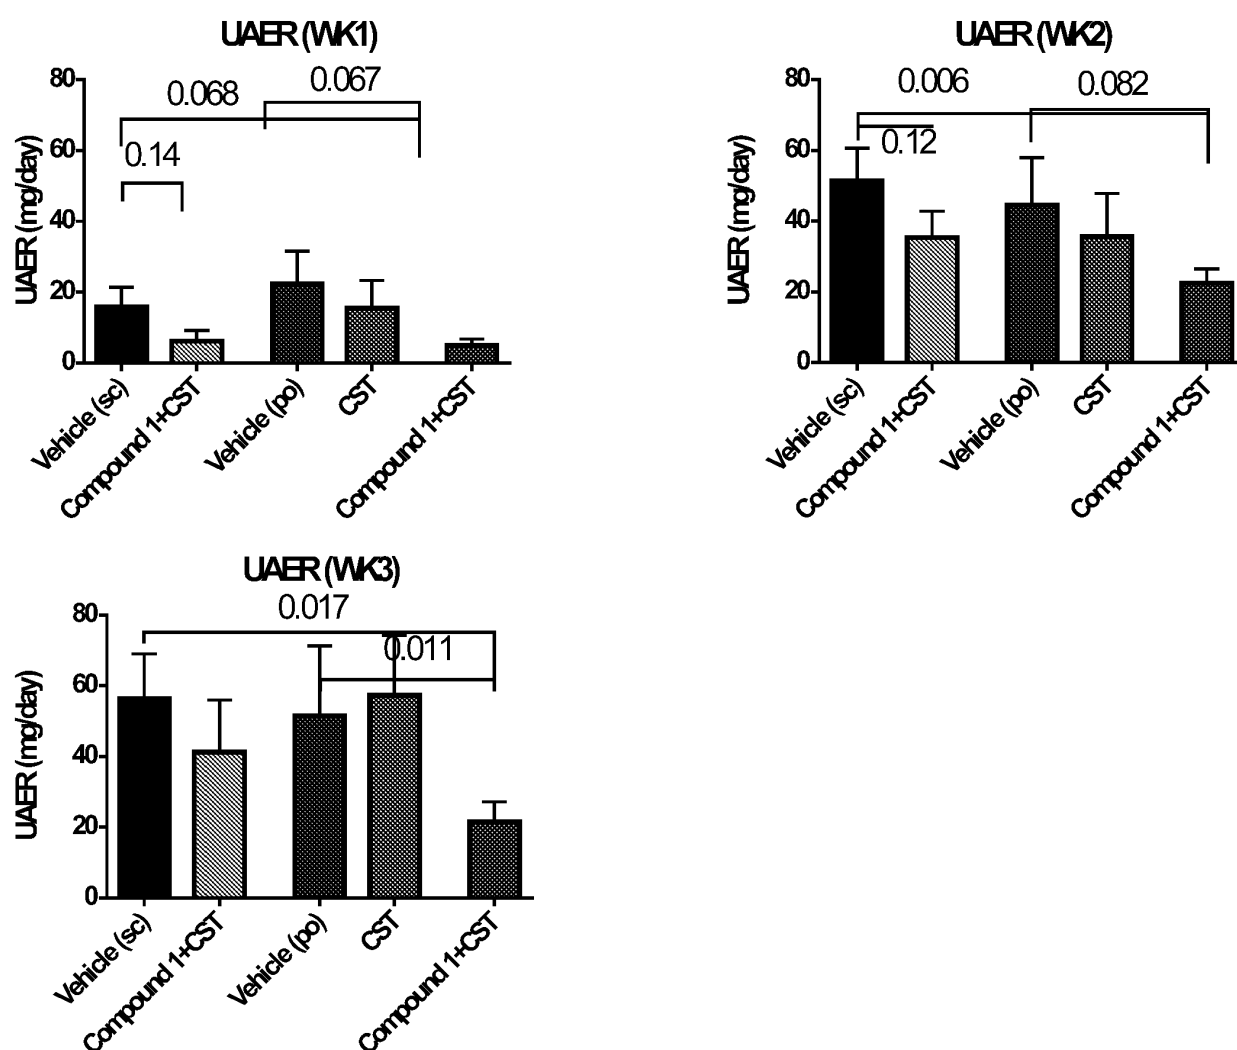 UAER (WK1)
UAER (mg/day)
80
60
40
20
0
0.068
0.067
0.14
Vehicle (sc)
Compound 1+CST
Vehicle (po)
CST
Compound 1+CST
UAER (WK2)
UAER (mg/day)
80
60
40
20
0
0.006
0.082
0.12
Vehicle (sc)
Compound 1+CST
Vehicle (po)
CST
Compound 1+CST
UAER (WK3)
UAER (mg/day)
80
60
40
20
0
0.017
0.011
Vehicle (sc)
Compound 1+CST
Vehicle (po)
CST
Compound 1+CST